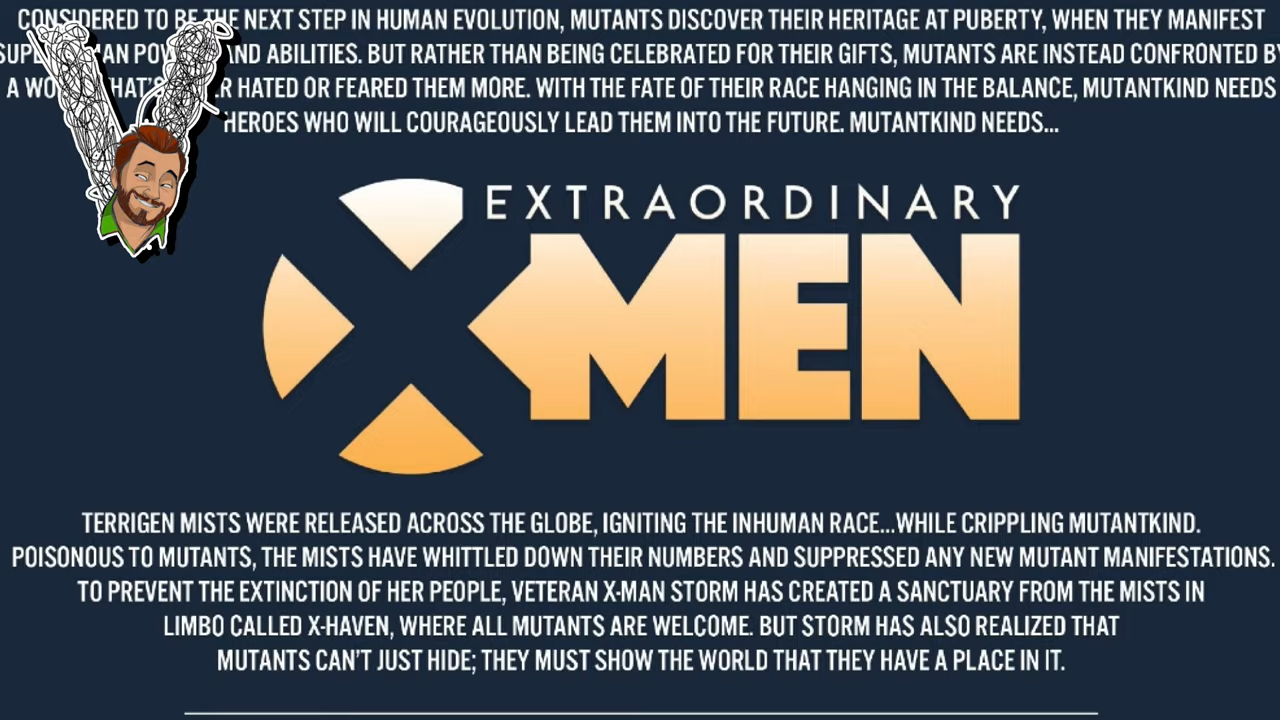 CONSIDERED TO BE THE NEXT STEP IN HUMAN EVOLUTION, MUTANTS DISCOVER THEIR HERITAGE AT PUBERTY, WHEN THEY MANIFEST
AND ABILITIES. BUT RATHER THAN BEING CELEBRATED FOR THEIR GIFTS, MUTANTS ARE INSTEAD CONFRONTED BY
A HATED OR FEARED THEM MORE. WITH THE FATE OF THEIR RACE HANGING IN THE BALANCE, MUTANTKIND NEEDS
HEROES WHO WILL COURAGEOUSLY LEAD THEM INTO THE FUTURE. MUTANTKIND NEEDS...
EXTRAORDINARY
X-MEN
TERRIGEN MISTS WERE RELEASED ACROSS THE GLOBE, IGNITING THE INHUMAN RACE...WHILE CRIPPLING MUTANTKIND.
POISONOUS TO MUTANTS, THE MISTS HAVE WHITTLED DOWN THEIR NUMBERS AND SUPPRESSED ANY NEW MUTANT MANIFESTATIONS.
TO PREVENT THE EXTINCTION OF HER PEOPLE, VETERAN X-MAN STORM HAS CREATED A SANCTUARY FROM THE MISTS IN
LIMBO CALLED X-HAVEN, WHERE ALL MUTANTS ARE WELCOME. BUT STORM HAS ALSO REALIZED THAT
MUTANTS CAN'T JUST HIDE; THEY MUST SHOW THE WORLD THAT THEY HAVE A PLACE IN IT.